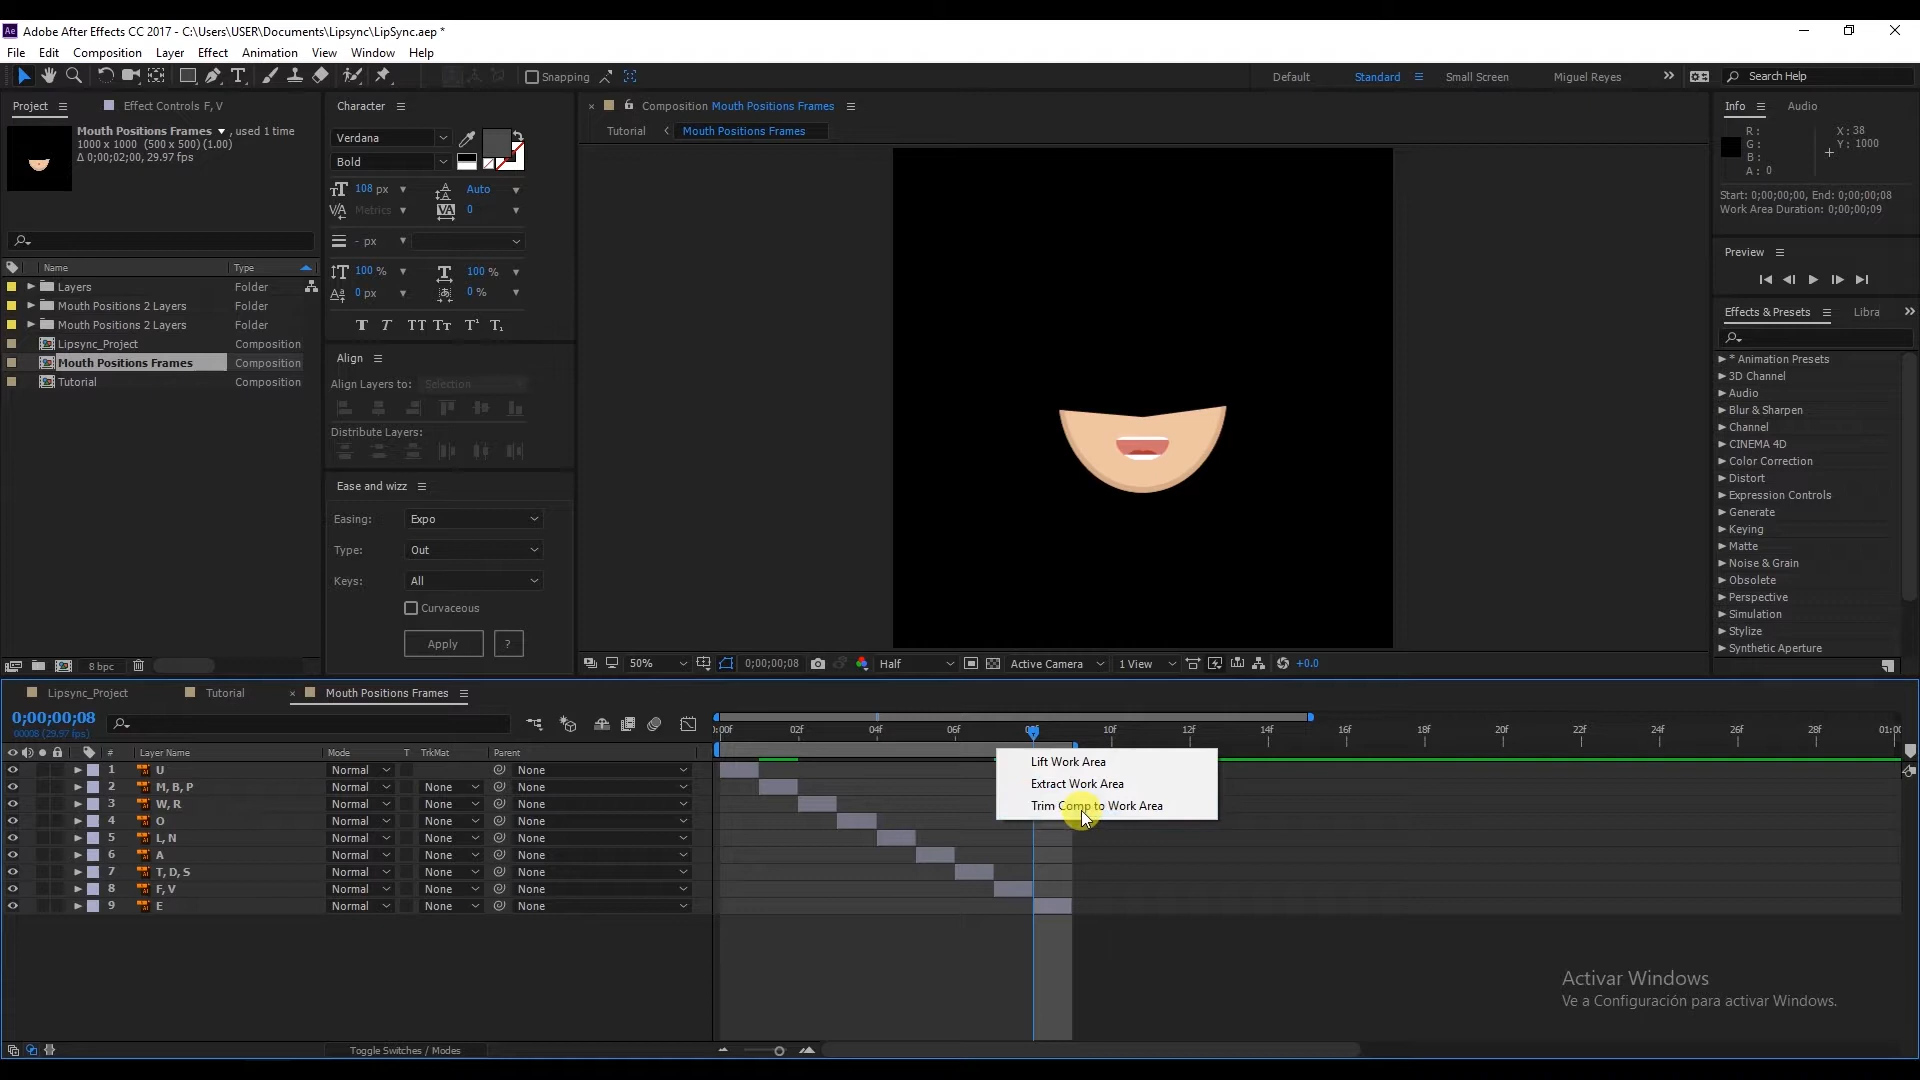 Adobe After Effects CC 2017 - C:\Users\USER\Documents\Lipsync\LipSync.aep *
File Edit Composition Layer Effect Animation View Window Help
Snapping
Default Standard Small Screen Miguel Reyes Search Help
Project Effect Controls F, V
Mouth Positions Frames , used 1 time
1000 x 1000 (500 x 500) (1.00)
Δ 0;00;02;00, 29.97 fps
Name Type
Layers Folder
Mouth Positions 2 Layers Folder
Mouth Positions 2 Layers Folder
Lipsync_Project Composition
Mouth Positions Frames Composition
Tutorial Composition
8 bpc
Character
Verdana
Bold
108 px Auto
Metrics 0
- px
100 % 100 %
0 px 0 %
Align
Align Layers to: Selection
Distribute Layers:
Ease and wizz
Easing: Expo
Type: Out
Keys: All
Curvaceous
Apply ?
Composition Mouth Positions Frames
Tutorial Mouth Positions Frames
50% 0;00;00;08 Half Active Camera 1 View +0.0
Info Audio
R: X: 38
G: Y: 1000
B:
A: 0
Start: 0;00;00;00, End: 0;00;00;08
Work Area Duration: 0;00;00;09
Preview
Effects & Presets Libra
* Animation Presets
3D Channel
Audio
Blur & Sharpen
Channel
CINEMA 4D
Color Correction
Distort
Expression Controls
Generate
Keying
Matte
Noise & Grain
Obsolete
Perspective
Simulation
Stylize
Synthetic Aperture
Lipsync_Project Tutorial Mouth Positions Frames
0;00;00;08
00008 (29.97 fps)
:00f 02f 04f 06f 10f 12f 14f 16f 18f 20f 22f 24f 26f 28f 01:00
# Layer Name Mode T TrkMat Parent
1 U Normal None
2 M, B, P Normal None None
3 W, R Normal None None
4 O Normal None None
5 L, N Normal None None
6 A Normal None None
7 T, D, S Normal None None
8 F, V Normal None None
9 E Normal None None
Lift Work Area
Extract Work Area
Trim Comp to Work Area
Activar Windows
Ve a Configuración para activar Windows.
Toggle Switches / Modes